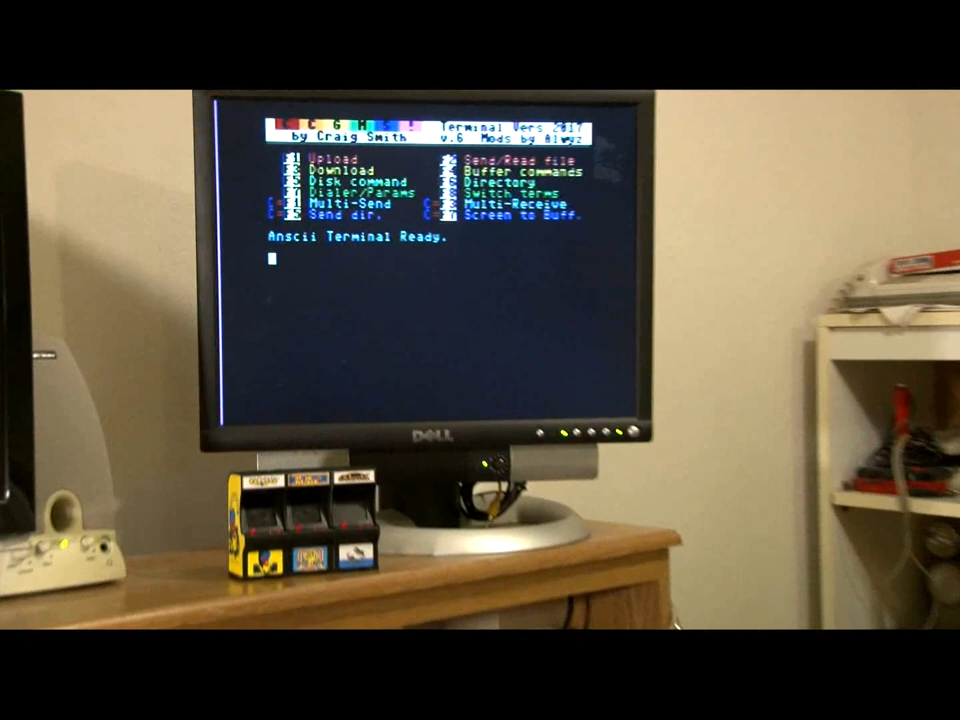 C C G M S ! Terminal Vers 2017
by Craig Smith v.6 Mods by Alwyz
Upload Send/Read file
Download Buffer commands
Disk command Directory
Dialer/Params Switch terms
C= Multi-Send C= Multi-Receive
C= Send dir. C= Screen to Buff.
Anscii Terminal Ready.
DELL